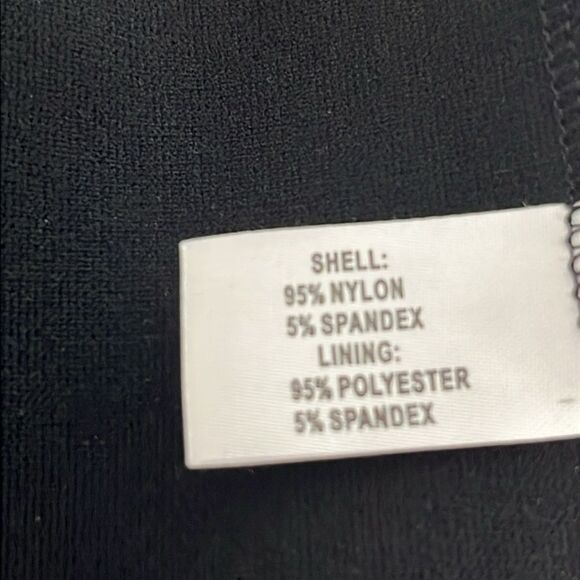 SHELL:
95% NYLON
5% SPANDEX
LINING:
95% POLYESTER
5% SPANDEX